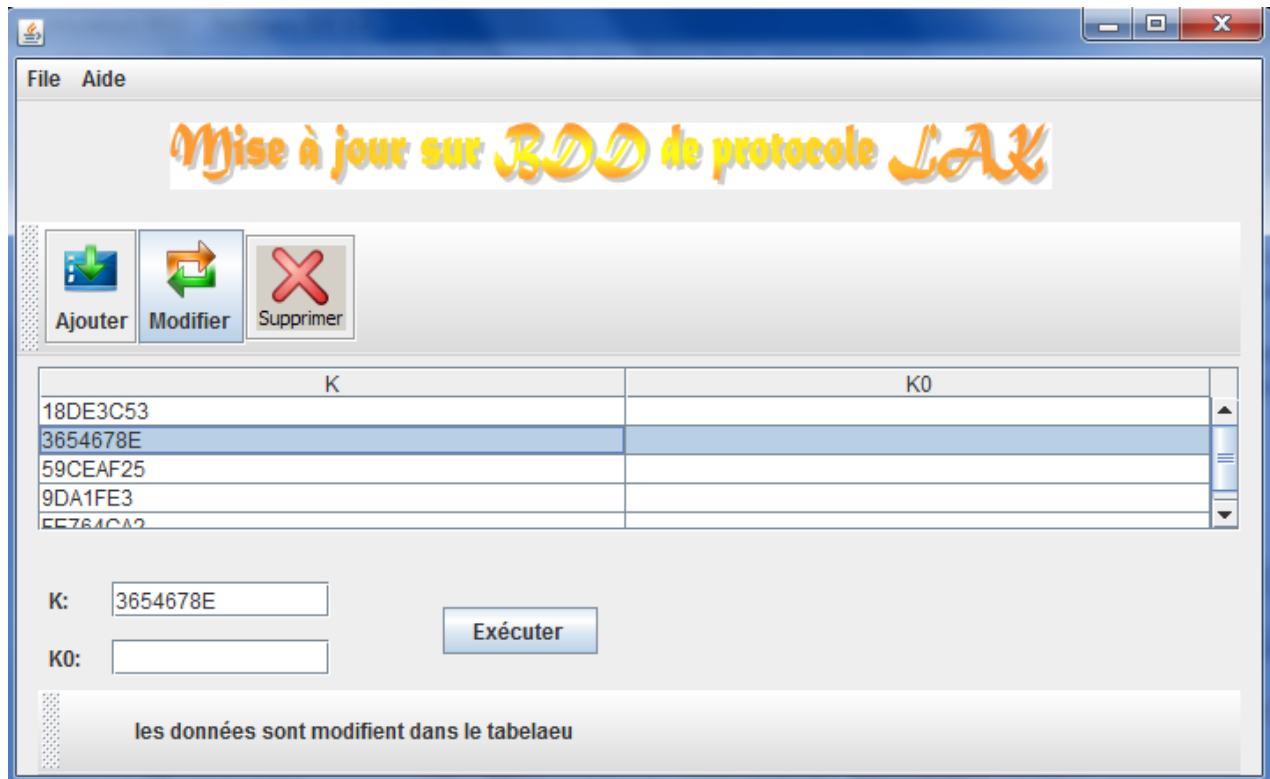 File Aide
Mise à jour sur BDD de protocole LAK
Ajouter Modifier Supprimer
K K0
18DE3C53
3654678E
59CEAF25
9DA1FE3
FE764CA2
K: 3654678E
Exécuter
K0:
les données sont modifient dans le tabelaeu